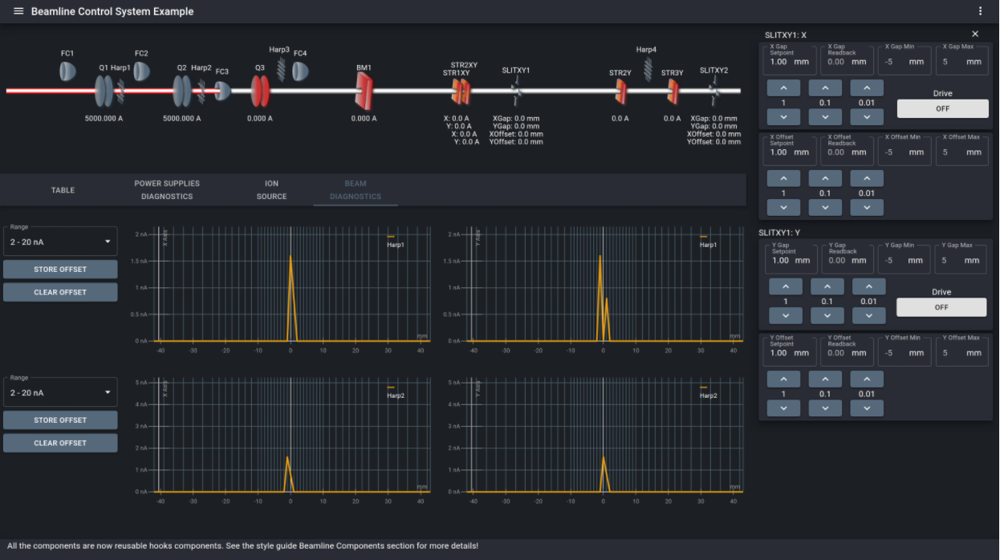 Beamline Control System Example
SLITXY1: X
FC1
FC2
Harp3
FC4
Harp4
Q1 Harp1
Q2 Harp2
FC3
Q3
BM1
STR2XY
STR1XY
SLITXY1
STR2Y
STR3Y
SLITXY2
5000.000 A
5000.000 A
0.000 A
0.000 A
X: 0.0 A
Y: 0.0 A
X: 0.0 A
Y: 0.0 A
XGap: 0.0 mm
YGap: 0.0 mm
XOffset: 0.0 mm
YOffset: 0.0 mm
0.0 A
0.0 A
XGap: 0.0 mm
YGap: 0.0 mm
XOffset: 0.0 mm
YOffset: 0.0 mm
TABLE
POWER SUPPLIES
DIAGNOSTICS
ION
SOURCE
BEAM
DIAGNOSTICS
Range
2 - 20 nA
STORE OFFSET
CLEAR OFFSET
2 nA
1.5 nA
1 nA
0.5 nA
0 nA
X Axis
Harp1
mm
-40 -30 -20 -10 0 10 20 30 40
2 nA
1.5 nA
1 nA
0.5 nA
0 nA
Y Axis
Harp1
mm
-40 -30 -20 -10 0 10 20 30 40
Range
2 - 20 nA
STORE OFFSET
CLEAR OFFSET
5 nA
4 nA
3 nA
2 nA
1 nA
0 nA
X Axis
Harp2
mm
-40 -30 -20 -10 0 10 20 30 40
5 nA
4 nA
3 nA
2 nA
1 nA
0 nA
Y Axis
Harp2
mm
-40 -30 -20 -10 0 10 20 30 40
X Gap
Setpoint
1.00 mm
X Gap
Readback
0.00 mm
X Gap Min
-5 mm
X Gap Max
5 mm
1 0.1 0.01
Drive
OFF
X Offset
Setpoint
1.00 mm
X Offset
Readback
0.00 mm
X Offset Min
-5 mm
X Offset Max
5 mm
1 0.1 0.01
SLITXY1: Y
Y Gap
Setpoint
1.00 mm
Y Gap
Readback
0.00 mm
Y Gap Min
-5 mm
Y Gap Max
5 mm
1 0.1 0.01
Drive
OFF
Y Offset
Setpoint
1.00 mm
Y Offset
Readback
0.00 mm
Y Offset Min
-5 mm
Y Offset Max
5 mm
1 0.1 0.01
All the components are now reusable hooks components. See the style guide Beamline Components section for more details!